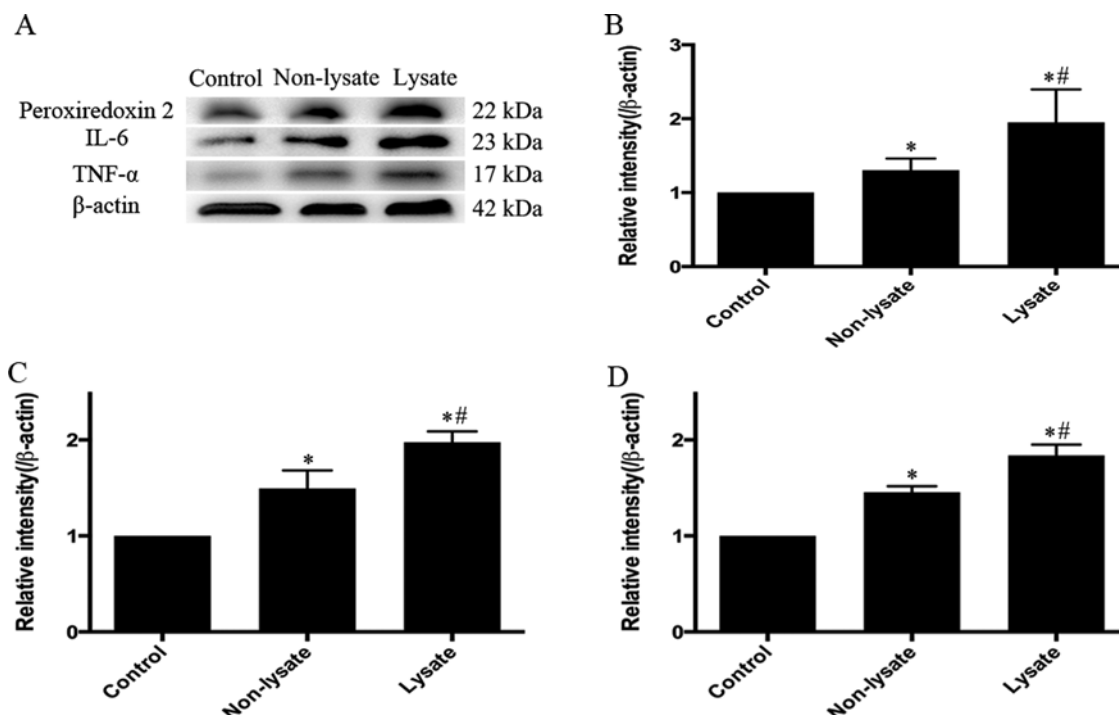 A
Control Non-lysate Lysate
Peroxiredoxin 2 22 kDa
IL-6 23 kDa
TNF-α 17 kDa
β-actin 42 kDa
B
Relative intensity(/β-actin)
3
2
1
0
*
*#
Control
Non-lysate
Lysate
C
Relative intensity(/β-actin)
2
1
0
*
*#
Control
Non-lysate
Lysate
D
Relative intensity(/β-actin)
2
1
0
*
*#
Control
Non-lysate
Lysate